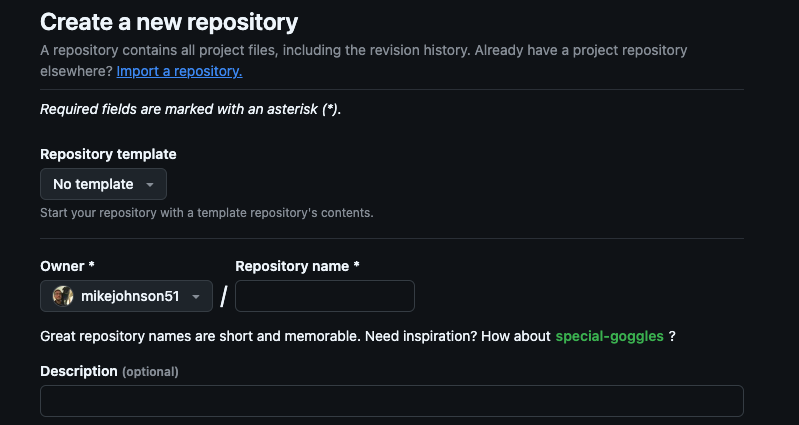 Create a new repository
A repository contains all project files, including the revision history. Already have a project repository
elsewhere? Import a repository.
Required fields are marked with an asterisk (*).
Repository template
No template
Start your repository with a template repository's contents.
Owner * Repository name *
mikejohnson51 /
Great repository names are short and memorable. Need inspiration? How about special-goggles ?
Description (optional)